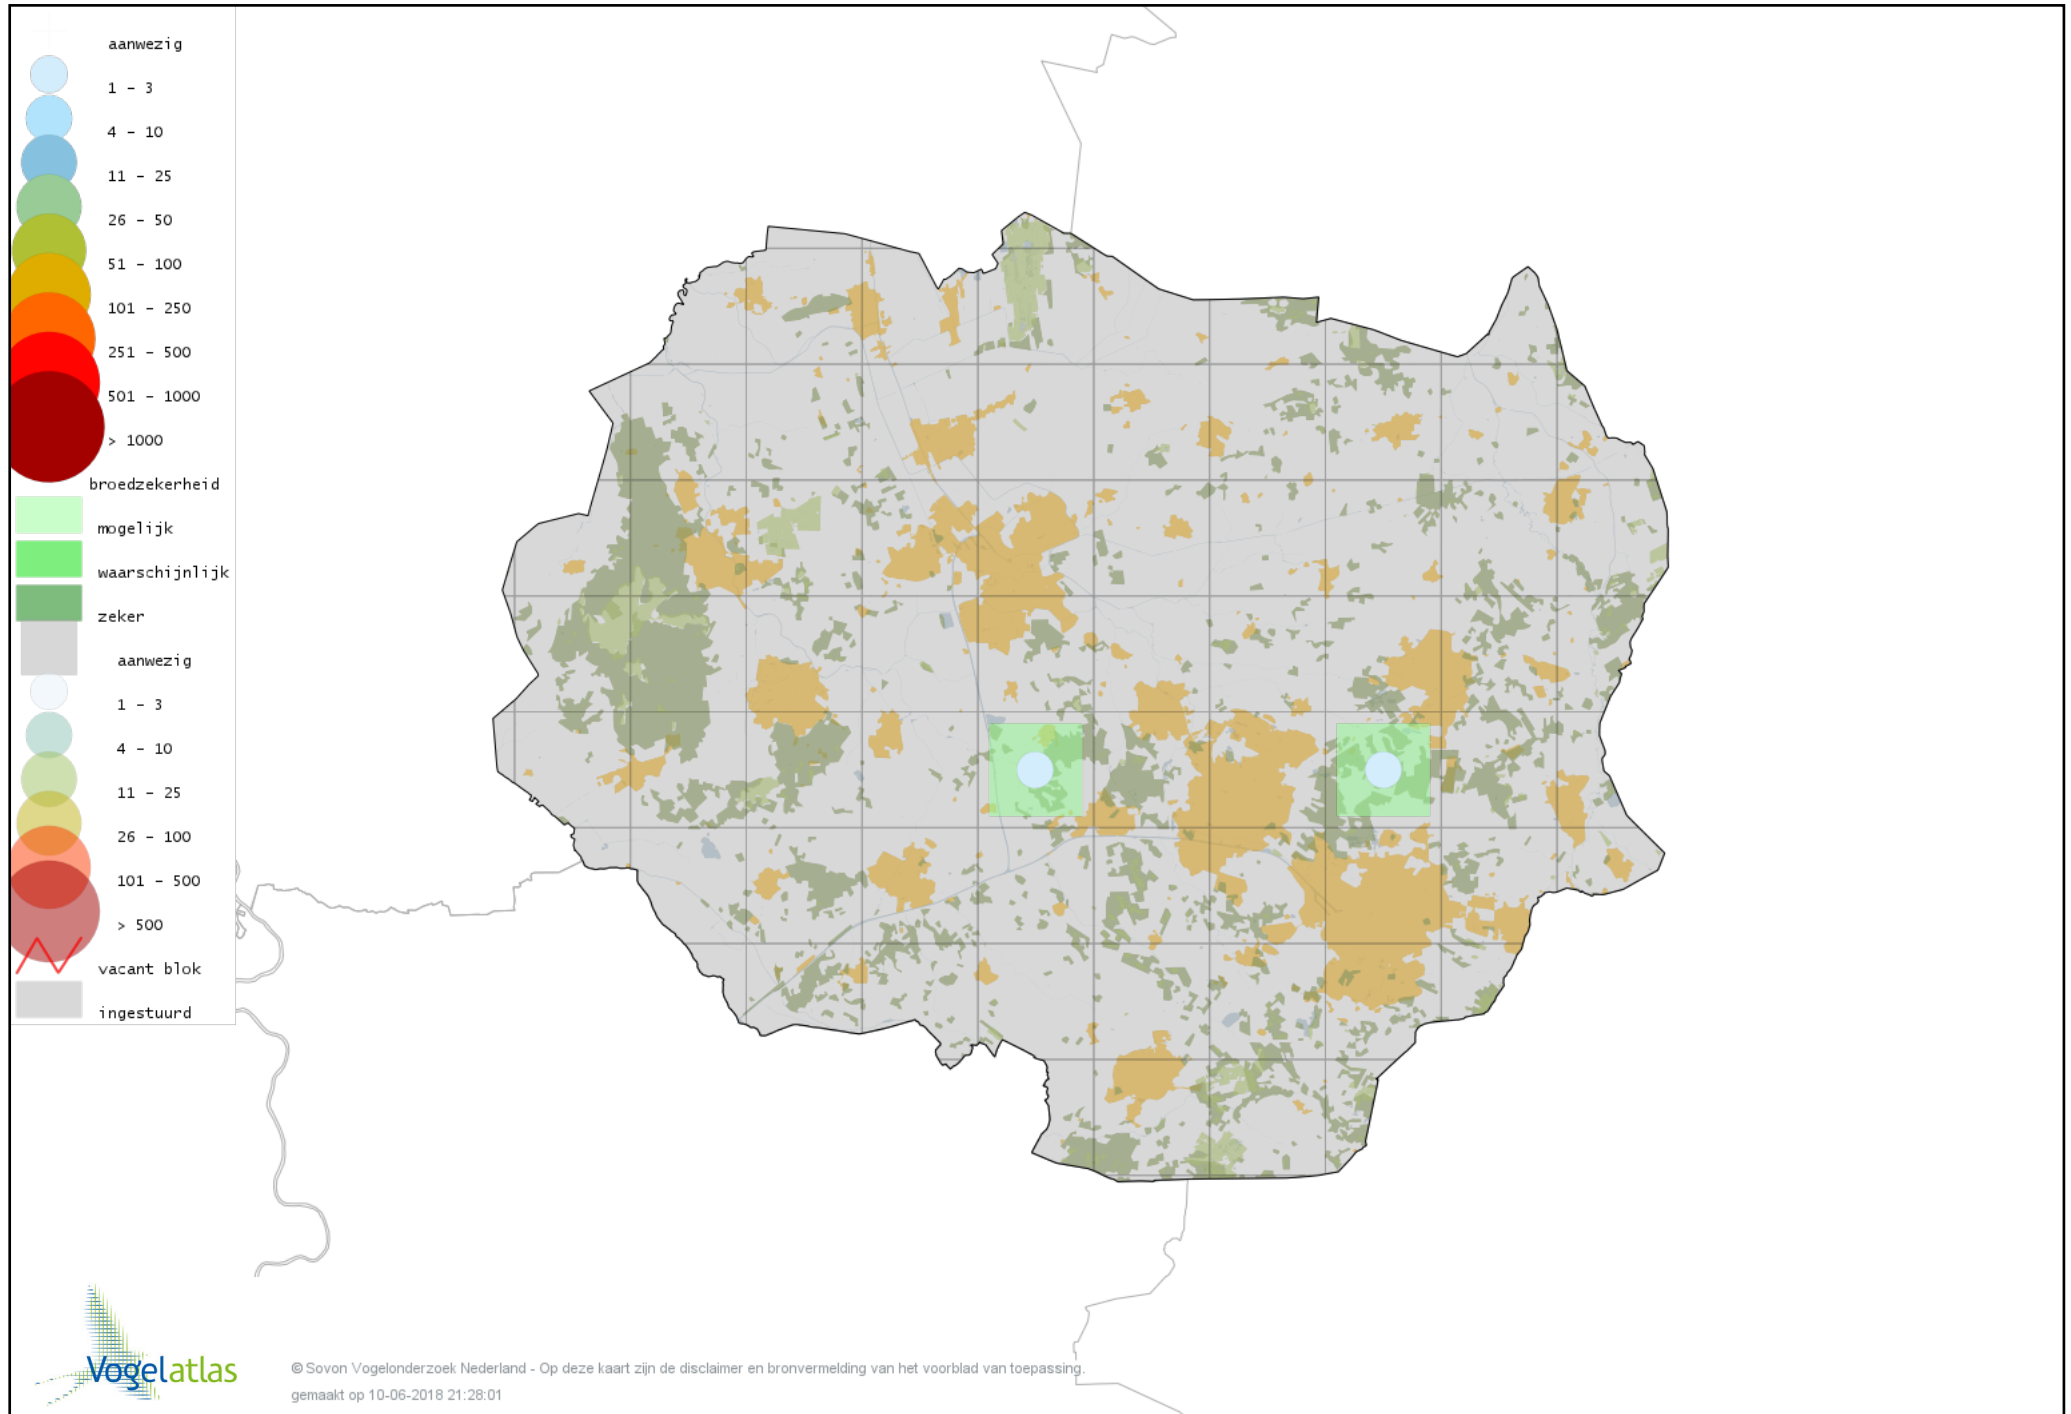 aanwezig
1 - 3
4 - 10
11 - 25
26 - 50
51 - 100
101 - 250
251 - 500
501 - 1000
> 1000
broedzekerheid
mogelijk
waarschijnlijk
zeker
aanwezig
1 - 3
4 - 10
11 - 25
26 - 100
101 - 500
> 500
vacant blok
ingestuurd
Vogelatlas
© Sovon Vogelonderzoek Nederland - Op deze kaart zijn de disclaimer en bronvermelding van het voorblad van toepassing.
gemaakt op 10-06-2018 21:28:01